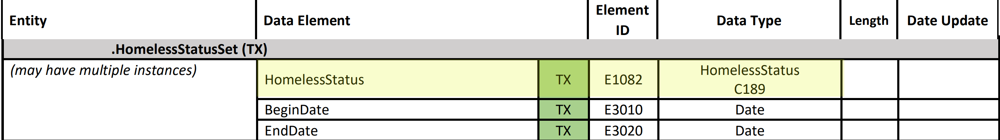 Entity Data Element Element ID Data Type Length Date Update
.HomelessStatusSet (TX)
(may have multiple instances) HomelessStatus TX E1082 HomelessStatus C189
BeginDate TX E3010 Date
EndDate TX E3020 Date